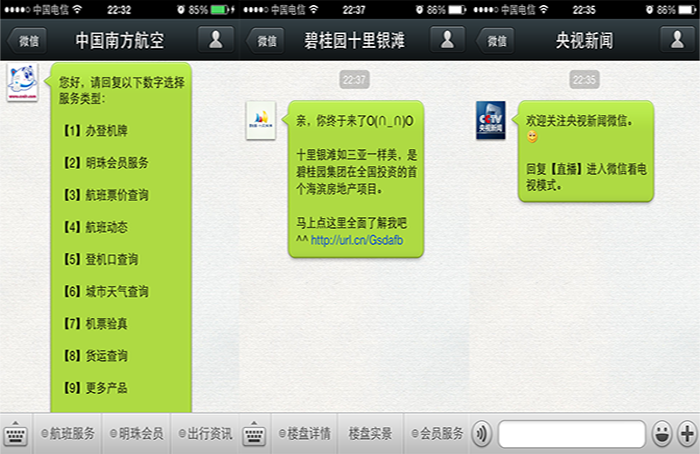 中国电信 22:32 85%
微信 中国南方航空
您好，请回复以下数字选择
服务类型：
【1】办登机牌
【2】明珠会员服务
【3】航班票价查询
【4】航班动态
【5】登机口查询
【6】城市天气查询
【7】机票验真
【8】货运查询
【9】更多产品
航班服务 明珠会员 出行资讯
中国电信 22:37 86%
微信 碧桂园十里银滩
22:37
亲，你终于来了O(∩_∩)O
十里银滩如三亚一样美，是
碧桂园集团在全国投资的首
个海滨房地产项目。
马上点这里全面了解我吧
^^ http://url.cn/Gsdafb
楼盘详情 楼盘实景 会员服务
中国电信 22:35 86%
微信 央视新闻
22:35
CCTV
央视新闻
欢迎关注央视新闻微信。
回复【直播】进入微信看电
视模式。